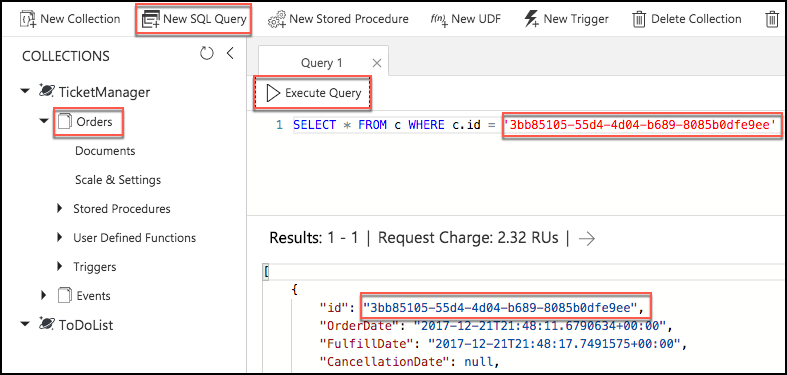 New Collection New SQL Query New Stored Procedure f(n) New UDF New Trigger Delete Collection
COLLECTIONS
TicketManager
Orders
Documents
Scale & Settings
Stored Procedures
User Defined Functions
Triggers
Events
ToDoList
Query 1
Execute Query
1 SELECT * FROM c WHERE c.id = '3bb85105-55d4-4d04-b689-8085b0dfe9ee'
Results: 1 - 1 | Request Charge: 2.32 RUs |
[
{
"id": "3bb85105-55d4-4d04-b689-8085b0dfe9ee",
"OrderDate": "2017-12-21T21:48:11.6790634+00:00",
"FulfillDate": "2017-12-21T21:48:17.7491575+00:00",
"CancellationDate": null,